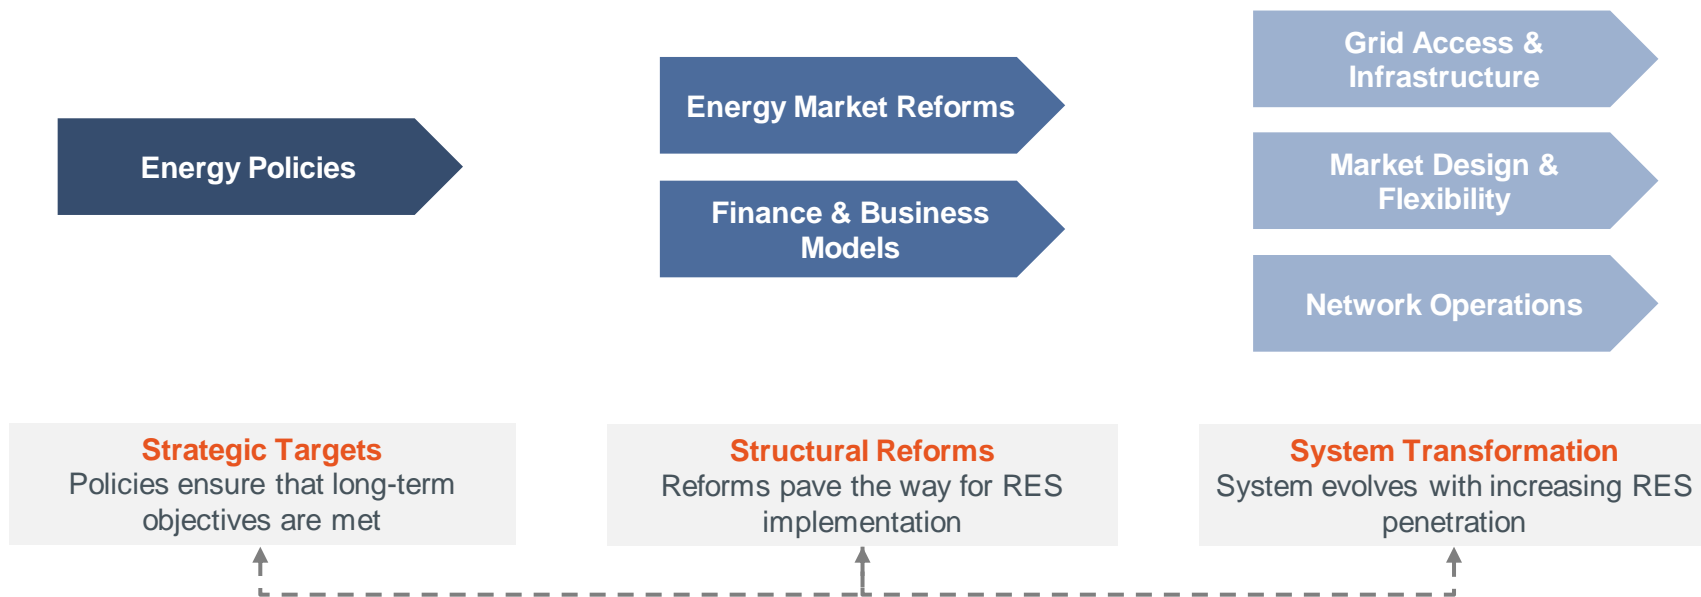 Energy Policies
Energy Market Reforms
Finance & Business
Models
Grid Access &
Infrastructure
Market Design &
Flexibility
Network Operations
Strategic Targets
Policies ensure that long-term
objectives are met
Structural Reforms
Reforms pave the way for RES
implementation
System Transformation
System evolves with increasing RES
penetration